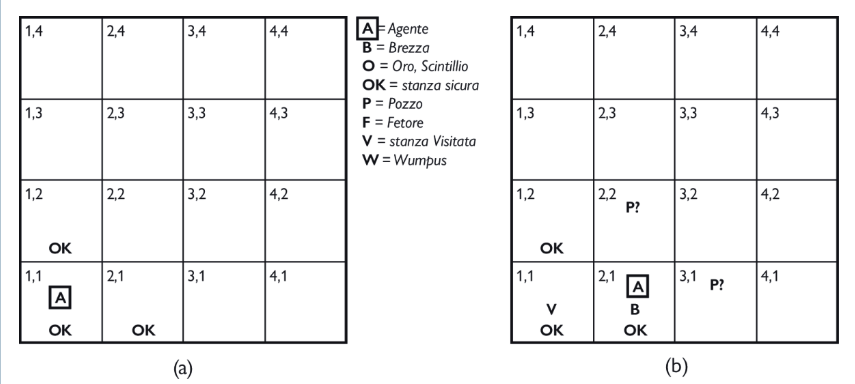 1,4 2,4 3,4 4,4
1,3 2,3 3,3 4,3
1,2 2,2 3,2 4,2
OK
1,1 2,1 3,1 4,1
A
OK OK
(a)
A = Agente
B = Brezza
O = Oro, Scintillio
OK = stanza sicura
P = Pozzo
F = Fetore
V = stanza Visitata
W = Wumpus
1,4 2,4 3,4 4,4
1,3 2,3 3,3 4,3
1,2 2,2 3,2 4,2
P?
OK
1,1 2,1 3,1 4,1
A P?
V B
OK OK
(b)